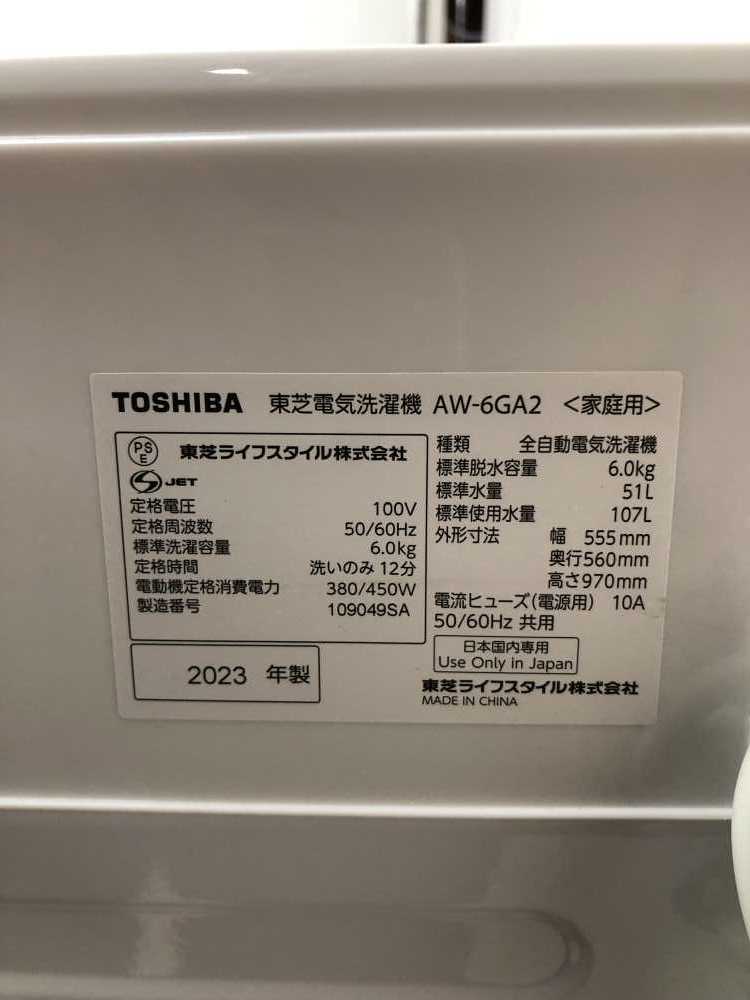 TOSHIBA 東芝電気洗濯機 AW-6GA2 <家庭用>
PS
E
東芝ライフスタイル株式会社
S JET
定格電圧 100V
定格周波数 50/60Hz
標準洗濯容量 6.0kg
定格時間 洗いのみ 12分
電動機定格消費電力 380/450W
製造番号 109049SA
2023 年製
種類 全自動電気洗濯機
標準脱水容量 6.0kg
標準水量 51L
標準使用水量 107L
外形寸法 幅 555mm
奥行560mm
高さ970mm
電流ヒューズ(電源用) 10A
50/60Hz 共用
日本国内専用
Use Only in Japan
東芝ライフスタイル株式会社
MADE IN CHINA